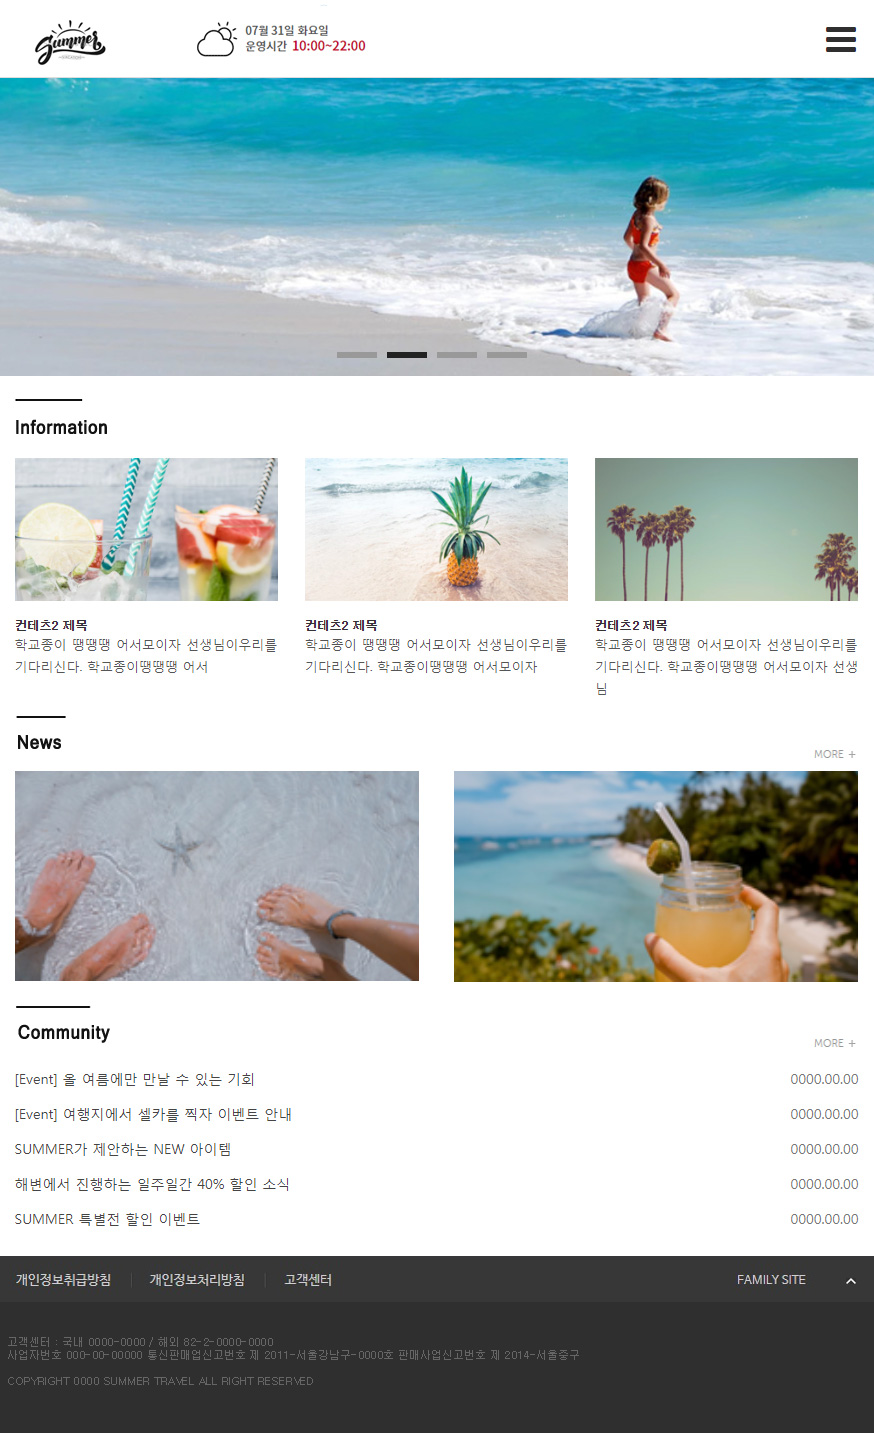 Summer
07월 31일 화요일
운영시간 10:00~22:00
Information
컨테츠2 제목
학교종이 땡땡땡 어서모이자 선생님이우리를
기다리신다. 학교종이땡땡땡 어서
컨테츠2 제목
학교종이 땡땡땡 어서모이자 선생님이우리를
기다리신다. 학교종이땡땡땡 어서모이자
컨테츠2 제목
학교종이 땡땡땡 어서모이자 선생님이우리를
기다리신다. 학교종이땡땡땡 어서모이자 선생
님
News
MORE +
Community
MORE +
[Event] 올 여름에만 만날 수 있는 기회 0000.00.00
[Event] 여행지에서 셀카를 찍자 이벤트 안내 0000.00.00
SUMMER가 제안하는 NEW 아이템 0000.00.00
해변에서 진행하는 일주일간 40% 할인 소식 0000.00.00
SUMMER 특별전 할인 이벤트 0000.00.00
개인정보취급방침 개인정보처리방침 고객센터 FAMILY SITE
고객센터 : 국내 0000-0000 / 해외 82-2-0000-0000
사업자번호 000-00-00000 통신판매업신고번호 제 2011-서울강남구-0000호 판매사업신고번호 제 2014-서울중구
COPYRIGHT 0000 SUMMER TRAVEL ALL RIGHT RESERVED